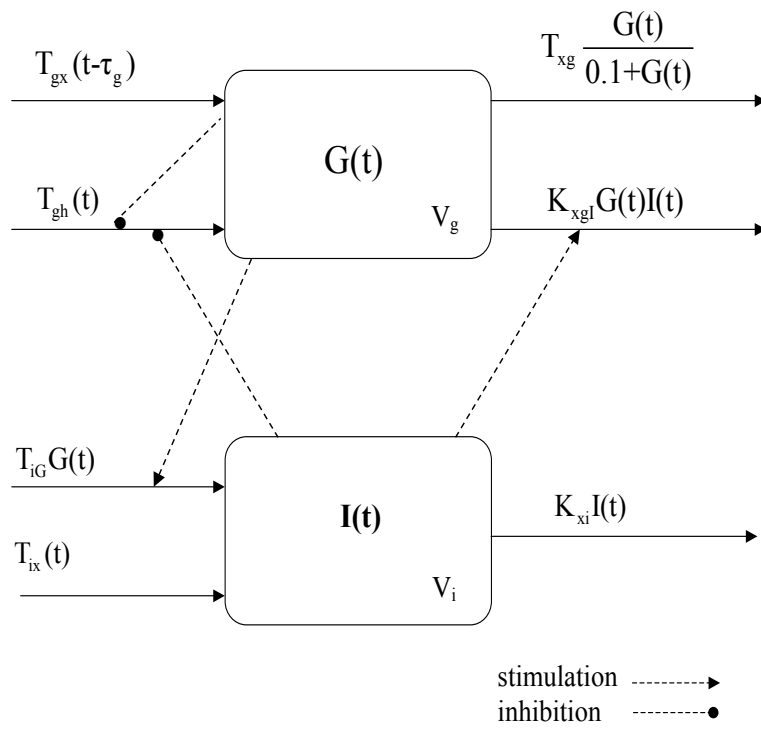 T_gx(t-τ_g)
T_xg G(t)/0.1+G(t)
G(t)
T_gh(t)
V_g
K_xgI G(t)I(t)
T_iG G(t)
I(t)
K_xi I(t)
T_ix(t)
V_i
stimulation
inhibition